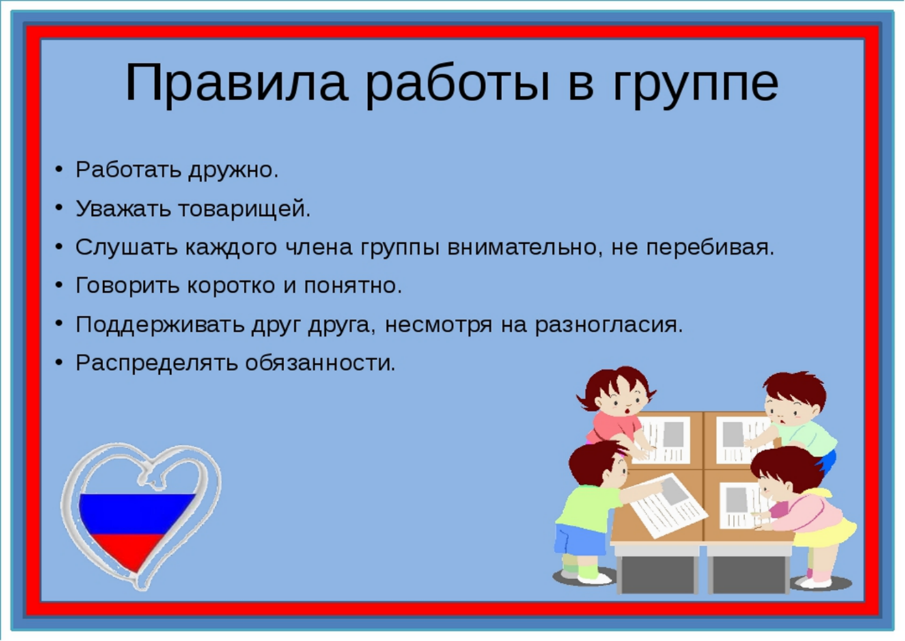 Правила работы в группе
• Работать дружно.
• Уважать товарищей.
• Слушать каждого члена группы внимательно, не перебивая.
• Говорить коротко и понятно.
• Поддерживать друг друга, несмотря на разногласия.
• Распределять обязанности.